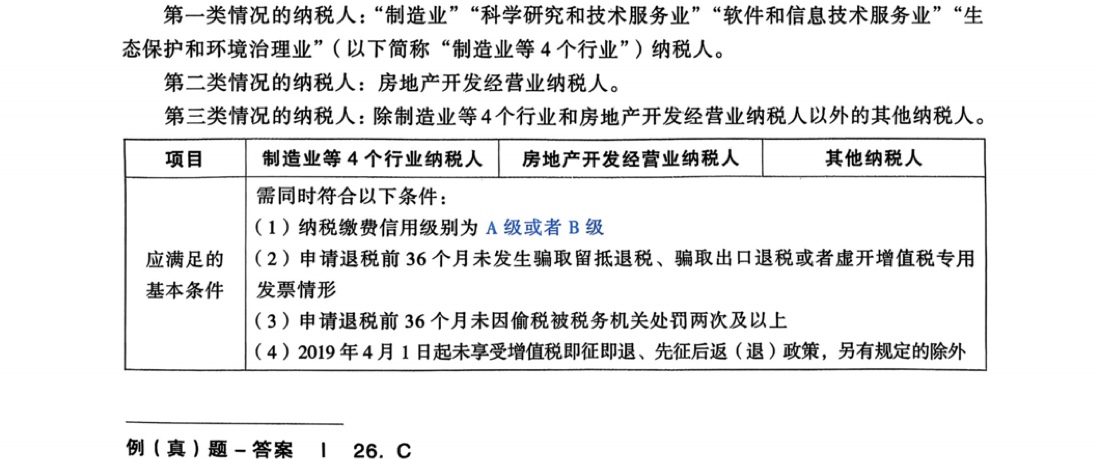 第一类情况的纳税人：“制造业”“科学研究和技术服务业”“软件和信息技术服务业”“生
态保护和环境治理业”（以下简称“制造业等4个行业”）纳税人。
第二类情况的纳税人：房地产开发经营业纳税人。
第三类情况的纳税人：除制造业等4个行业和房地产开发经营业纳税人以外的其他纳税人。
项目 制造业等4个行业纳税人 房地产开发经营业纳税人 其他纳税人
需同时符合以下条件：
（1）纳税缴费信用级别为 A 级或者 B 级
应满足的
基本条件
（2）申请退税前36个月未发生骗取留抵退税、骗取出口退税或者虚开增值税专用
发票情形
（3）申请退税前36个月未因偷税被税务机关处罚两次及以上
（4）2019年4月1日起未享受增值税即征即退、先征后返（退）政策，另有规定的除外
例（真）题－答案 | 26. C